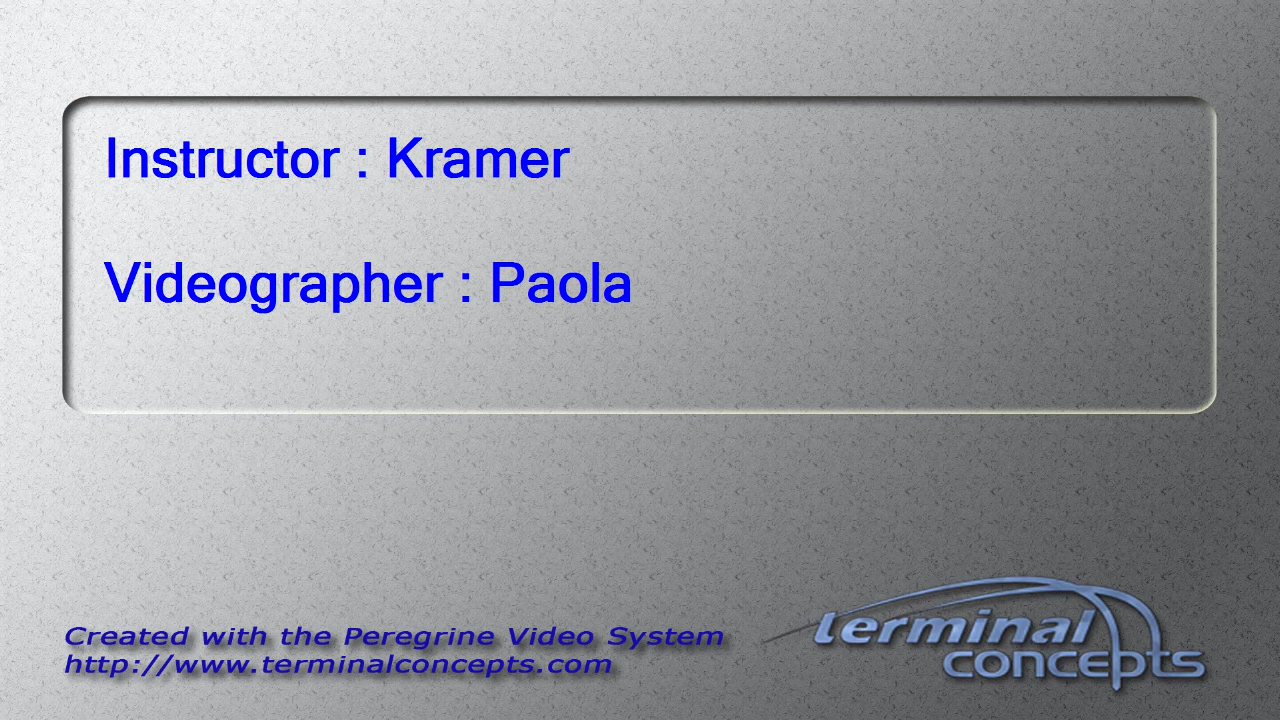 Instructor : Kramer
Videographer : Paola
Created with the Peregrine Video System
http://www.terminalconcepts.com
terminal
concepts